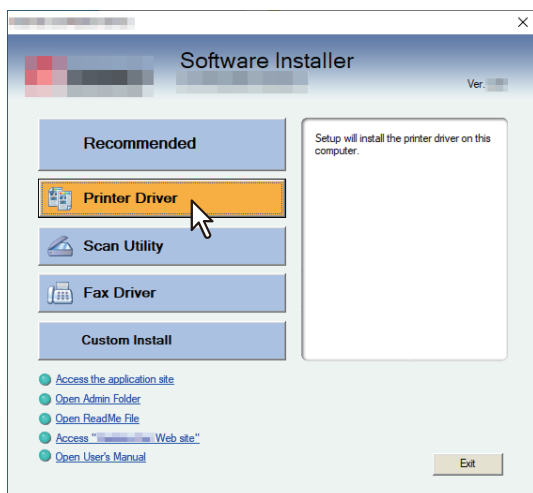 Software Installer
Ver.
Recommended
Printer Driver
Scan Utility
Fax Driver
Custom Install
Setup will install the printer driver on this
computer.
Access the application site
Open Admin Folder
Open ReadMe File
Access " Web site"
Open User's Manual
Exit